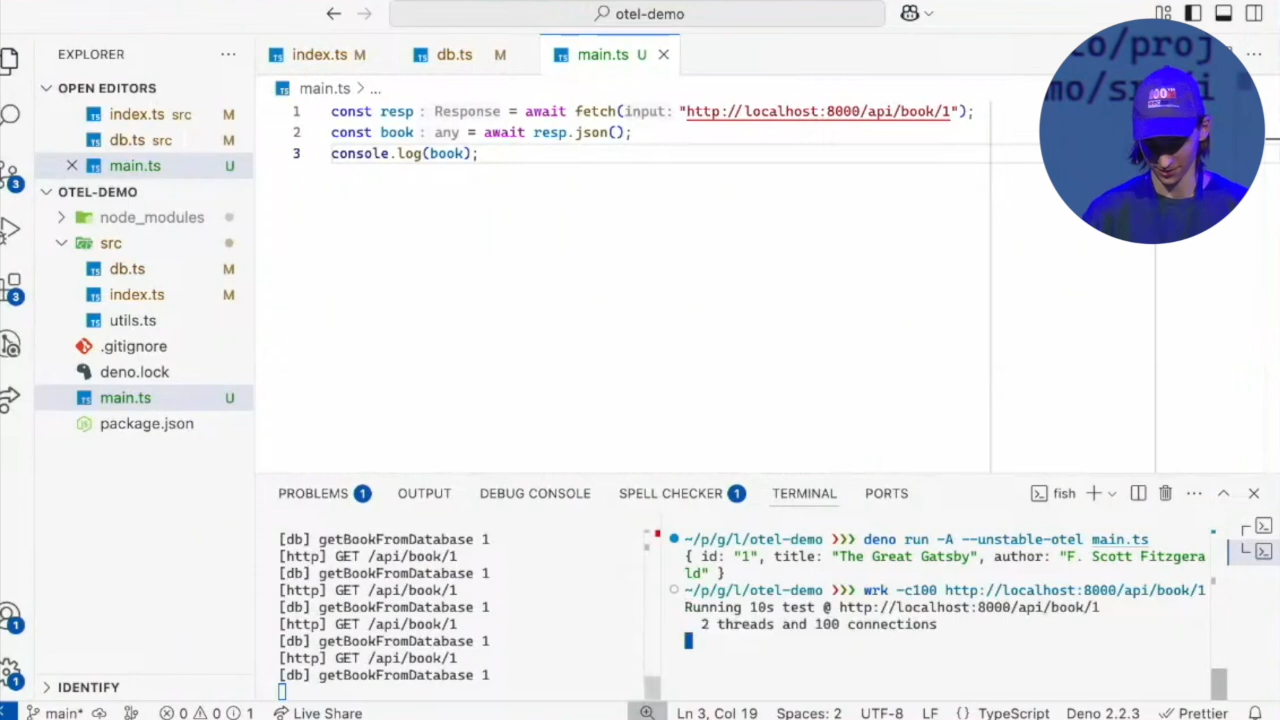 otel-demo
EXPLORER
OPEN EDITORS
index.ts src M
db.ts src M
main.ts U
OTEL-DEMO
node_modules
src
db.ts M
index.ts M
utils.ts
.gitignore
deno.lock
main.ts U
package.json
IDENTIFY
3
3
1
1
index.ts M
db.ts M
main.ts U
main.ts > ...
1 const resp : Response = await fetch(input: "http://localhost:8000/api/book/1");
2 const book : any = await resp.json();
3 console.log(book);
PROBLEMS 1 OUTPUT DEBUG CONSOLE SPELL CHECKER 1 TERMINAL PORTS
fish
[db] getBookFromDatabase 1
[http] GET /api/book/1
[db] getBookFromDatabase 1
[http] GET /api/book/1
[db] getBookFromDatabase 1
[http] GET /api/book/1
[db] getBookFromDatabase 1
[http] GET /api/book/1
[db] getBookFromDatabase 1
~/p/g/l/otel-demo >>> deno run -A --unstable-otel main.ts
{ id: "1", title: "The Great Gatsby", author: "F. Scott Fitzgera
ld" }
~/p/g/l/otel-demo >>> wrk -c100 http://localhost:8000/api/book/1
Running 10s test @ http://localhost:8000/api/book/1
2 threads and 100 connections
main* 0 0 1 Live Share Ln 3, Col 19 Spaces: 2 UTF-8 LF {} TypeScript Deno 2.2.3 Prettier